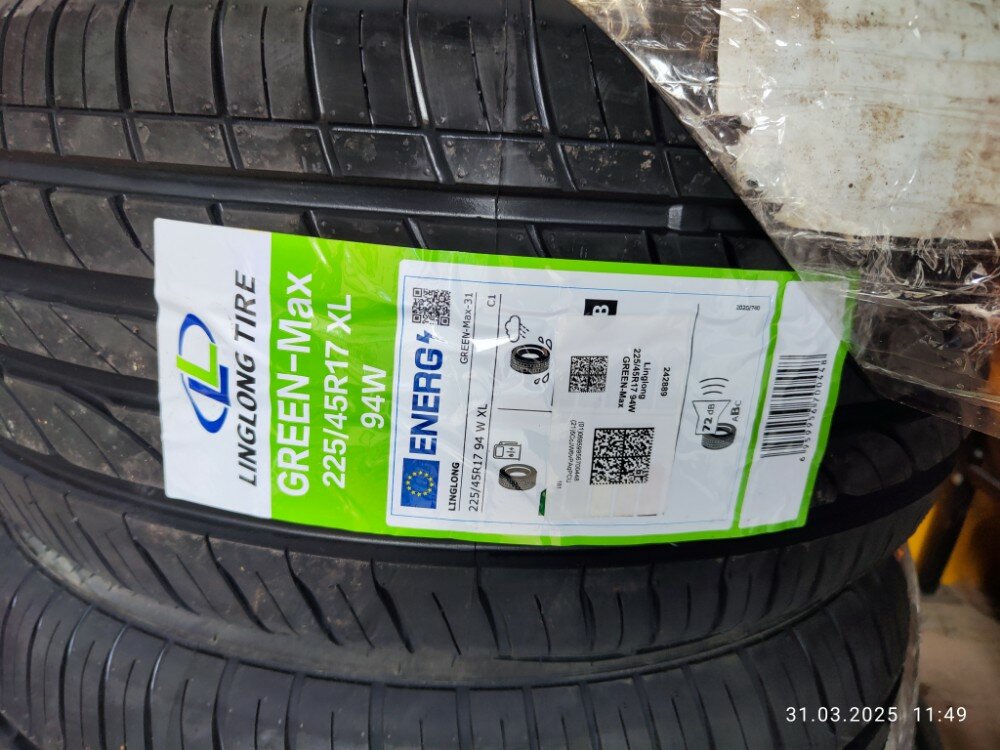 LINGLONG TIRE
GREEN-Max
225/45R17 XL
94W
ENERG
LINGLONG
GREEN-Max-31
225/45R17 94 W XL
C1
B
242889
Linglong
225/45R17 94W
GREEN-Max
72 dB
ABC
2020/740
31.03.2025 11:49